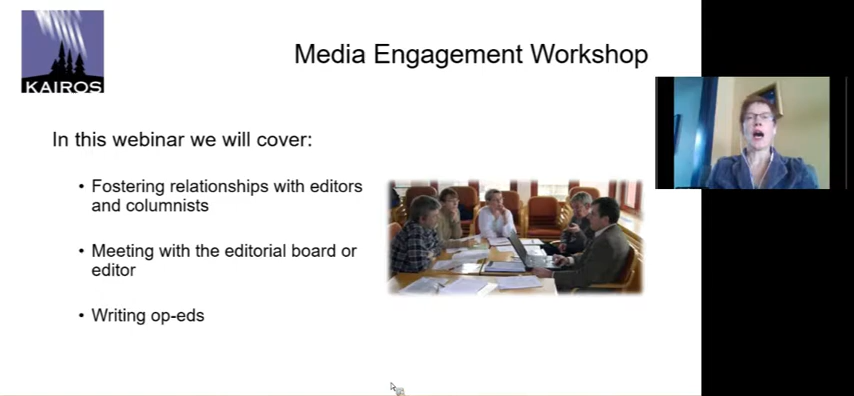 KAIROS
Media Engagement Workshop
In this webinar we will cover:
• Fostering relationships with editors
and columnists
• Meeting with the editorial board or
editor
• Writing op-eds